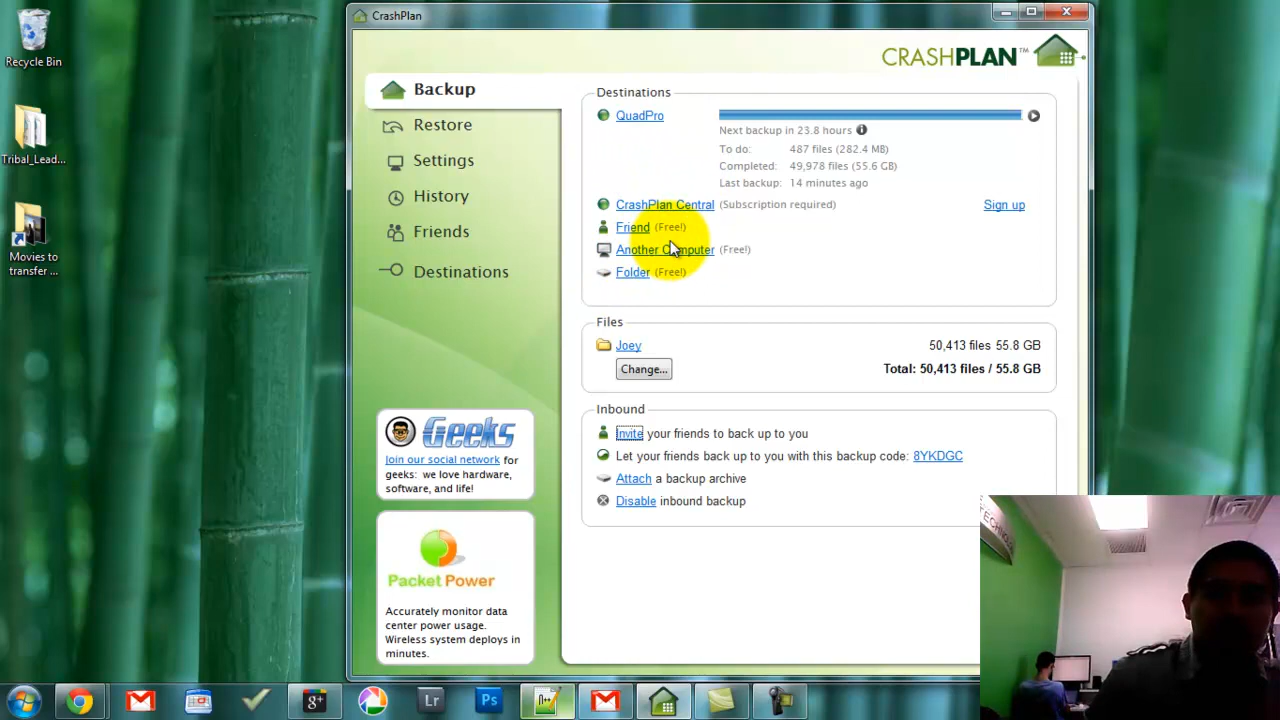 CrashPlan
Recycle Bin
Tribal_Lead...
Movies to
transfer ...
CRASHPLAN™
Backup
Restore
Settings
History
Friends
Destinations
Destinations
QuadPro
Next backup in 23.8 hours
To do: 487 files (282.4 MB)
Completed: 49,978 files (55.6 GB)
Last backup: 14 minutes ago
CrashPlan Central (Subscription required) Sign up
Friend (Free!)
Another Computer (Free!)
Folder (Free!)
Files
Joey 50,413 files 55.8 GB
Change... Total: 50,413 files / 55.8 GB
Inbound
Invite your friends to back up to you
Let your friends back up to you with this backup code: 8YKDGC
Attach a backup archive
Disable inbound backup
Geeks
Join our social network for
geeks: we love hardware,
software, and life!
Packet Power
Accurately monitor data
center power usage.
Wireless system deploys in
minutes.
Lr
Ps